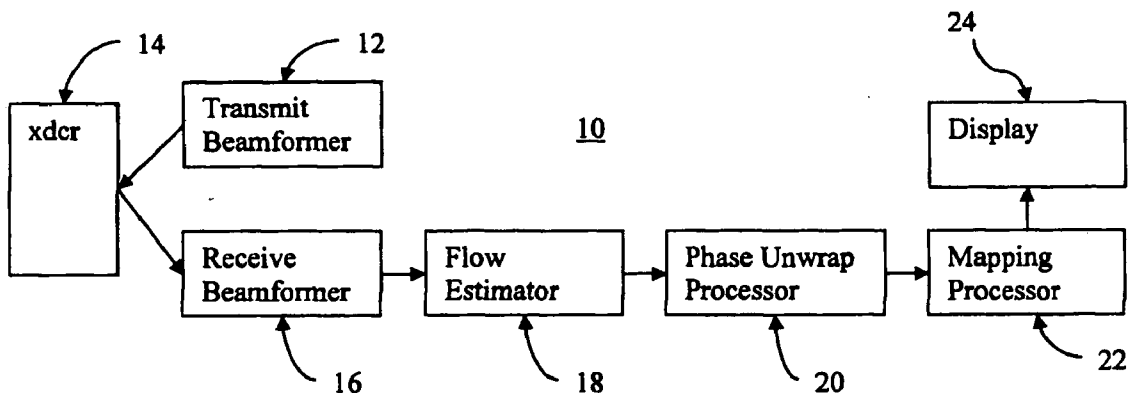 14
12
24
xdcr
Transmit
Beamformer
10
Display
Receive
Beamformer
Flow
Estimator
Phase Unwrap
Processor
Mapping
Processor
16
18
20
22